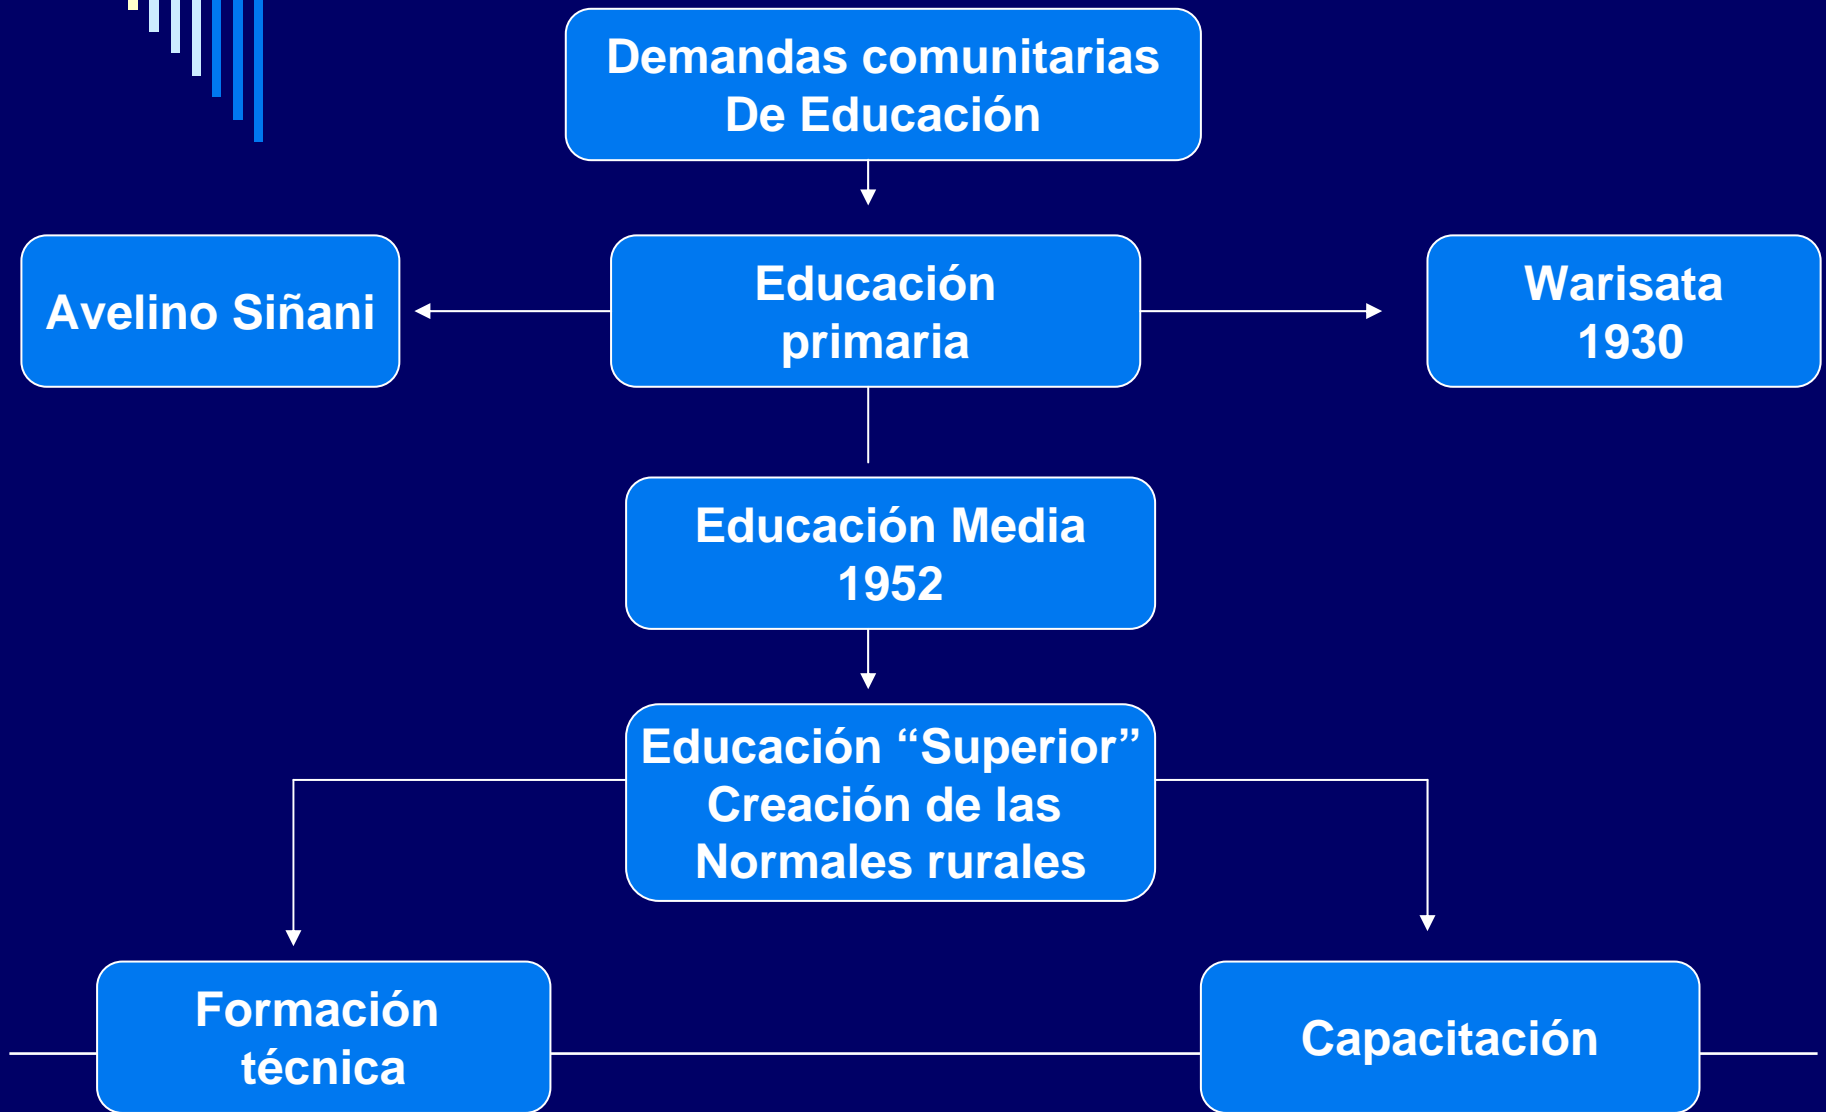 Demandas comunitarias
De Educación
Avelino Siñani
Educación
primaria
Warisata
1930
Educación Media
1952
Educación “Superior”
Creación de las
Normales rurales
Formación
técnica
Capacitación